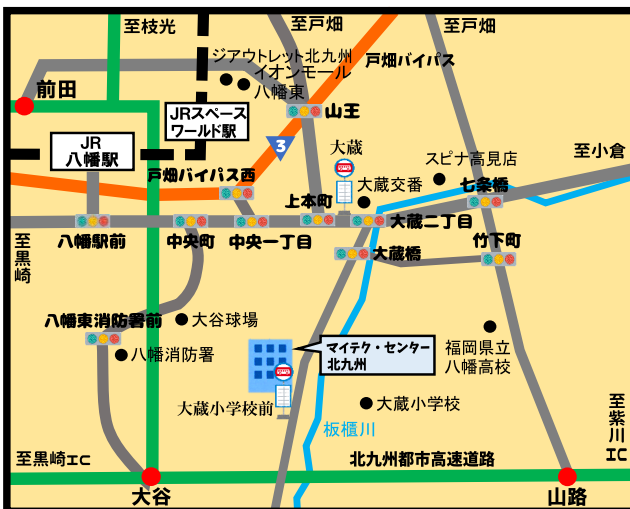 至枝光
至戸畑
至戸畑
ジアウトレット北九州
イオンモール
八幡東
戸畑バイパス
前田
JRスペース
ワールド駅
山王
3
JR
八幡駅
大蔵
スピナ高見店
至小倉
戸畑バイパス西
大蔵交番
七条橋
上本町
八幡駅前
中央町
中央一丁目
大蔵二丁目
竹下町
至黒崎
大蔵橋
八幡東消防署前
大谷球場
八幡消防署
マイテク・センター
北九州
福岡県立
八幡高校
大蔵小学校前
大蔵小学校
板櫃川
至紫川IC
至黒崎IC
北九州都市高速道路
大谷
山路